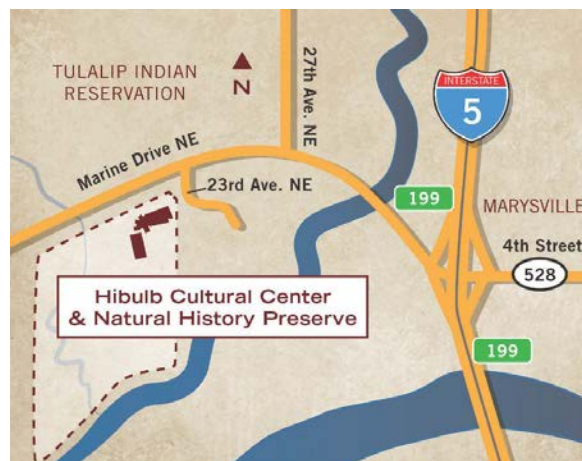 TULALIP INDIAN
RESERVATION
N
27th Ave. NE
INTERSTATE
5
Marine Drive NE
23rd Ave. NE
199
MARYSVILLE
4th Street
528
Hibulb Cultural Center
& Natural History Preserve
199